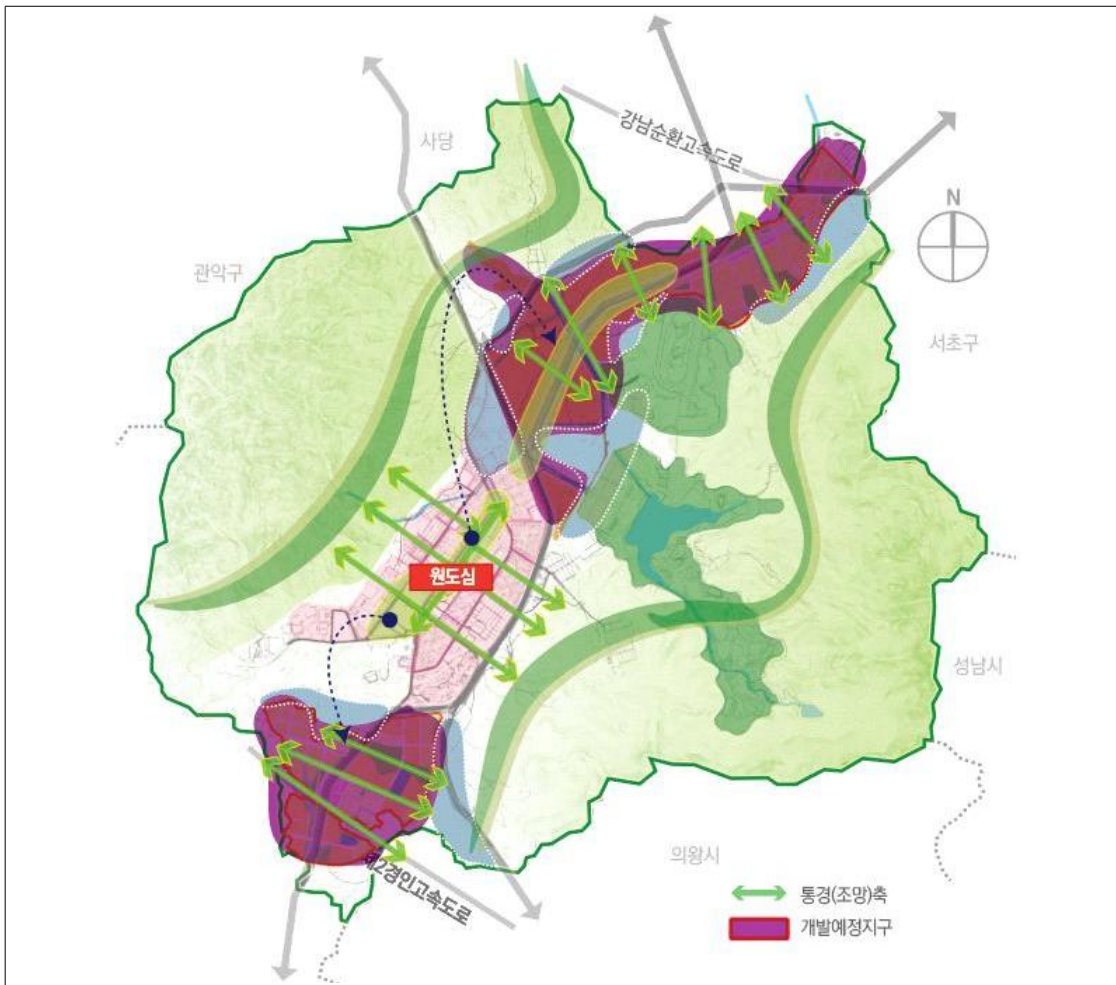 사당
강남순환고속도로
N
관악구
서초구
원도심
성남시
의왕시
제2경인고속도로
통경(조망)축
개발예정지구